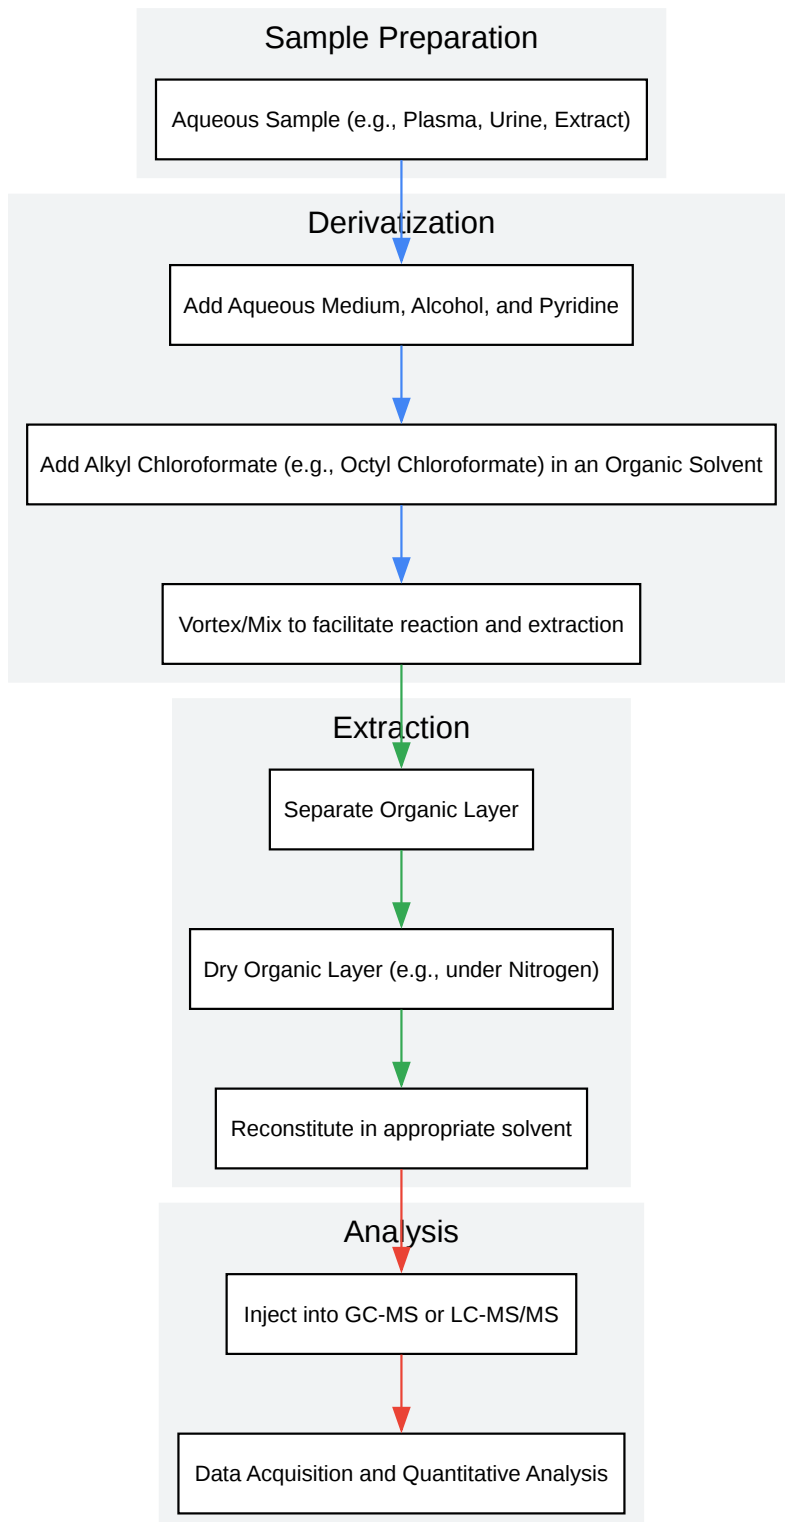 Sample Preparation
Aqueous Sample (e.g., Plasma, Urine, Extract)
Derivatization
Add Aqueous Medium, Alcohol, and Pyridine
Add Alkyl Chloroformate (e.g., Octyl Chloroformate) in an Organic Solvent
Vortex/Mix to facilitate reaction and extraction
Extraction
Separate Organic Layer
Dry Organic Layer (e.g., under Nitrogen)
Reconstitute in appropriate solvent
Analysis
Inject into GC-MS or LC-MS/MS
Data Acquisition and Quantitative Analysis